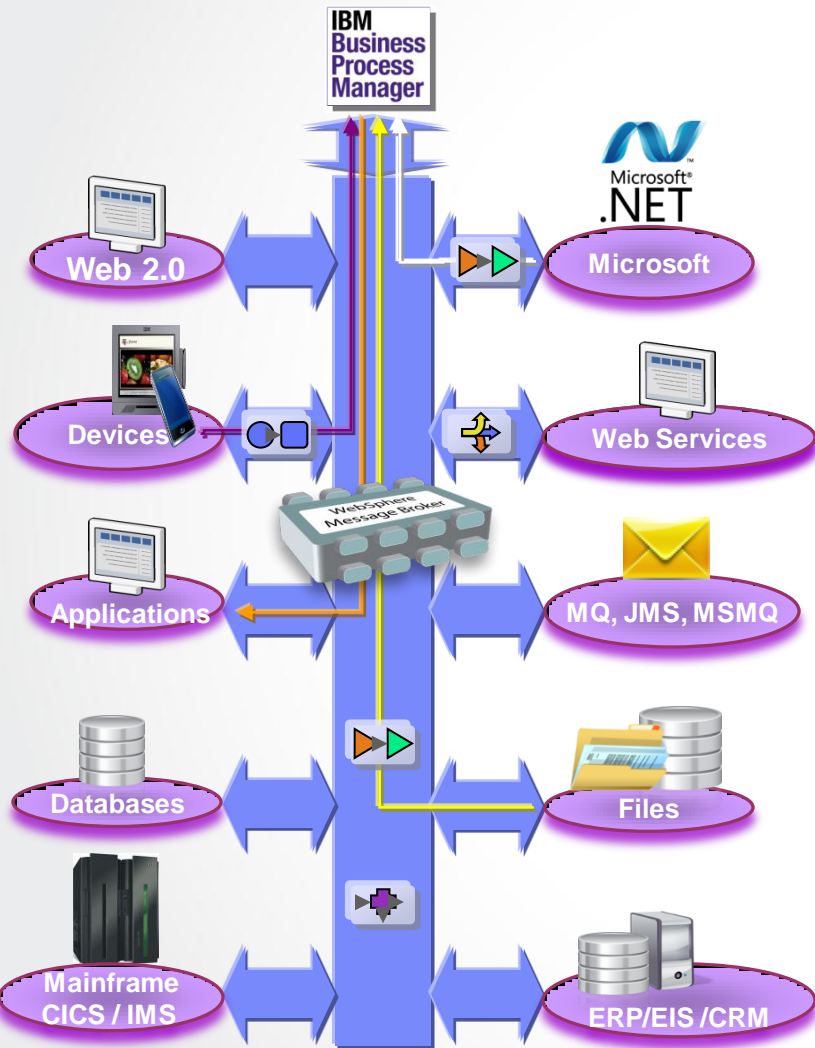 IBM
Business
Process
Manager
Microsoft®
.NET™
Web 2.0
Microsoft
Devices
Web Services
WebSphere
Message Broker
Applications
MQ, JMS, MSMQ
Databases
Files
Mainframe
CICS / IMS
ERP/EIS /CRM